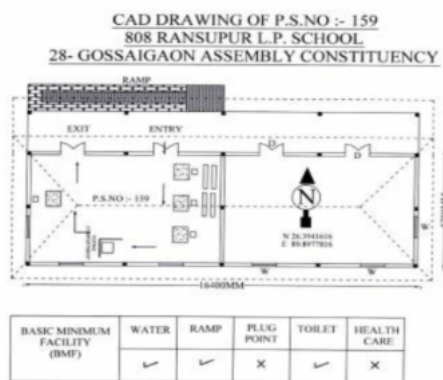 CAD DRAWING OF P.S.NO :- 159
808 RANSUPUR L.P. SCHOOL
28- GOSSAIGAON ASSEMBLY CONSTITUENCY
RAMP
EXIT
ENTRY
D
D
P.S.NO :- 159
N
N 26.3941616
E 89.8977816
W
W
W
W
16400MM
BASIC MINIMUM FACILITY (BMF)
WATER
RAMP
PLUG POINT
TOILET
HEALTH CARE
✓ ✓ × ✓ ×